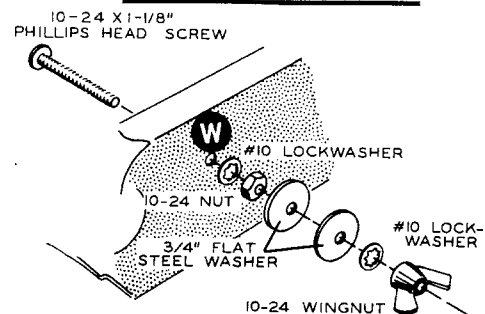 10-24 X 1-1/8"
PHILLIPS HEAD SCREW
W
#10 LOCKWASHER
10-24 NUT
3/4" FLAT
STEEL WASHER
#10 LOCK-
WASHER
10-24 WINGNUT